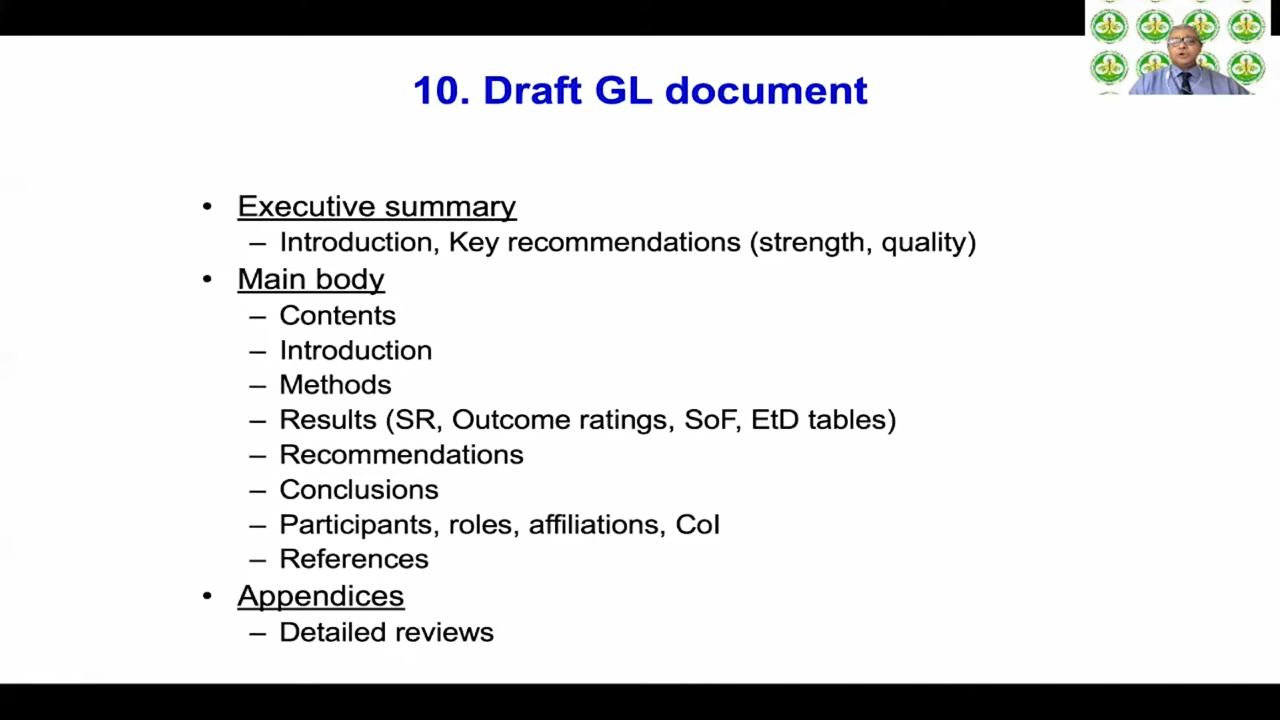 10. Draft GL document
• Executive summary
– Introduction, Key recommendations (strength, quality)
• Main body
– Contents
– Introduction
– Methods
– Results (SR, Outcome ratings, SoF, EtD tables)
– Recommendations
– Conclusions
– Participants, roles, affiliations, CoI
– References
• Appendices
– Detailed reviews